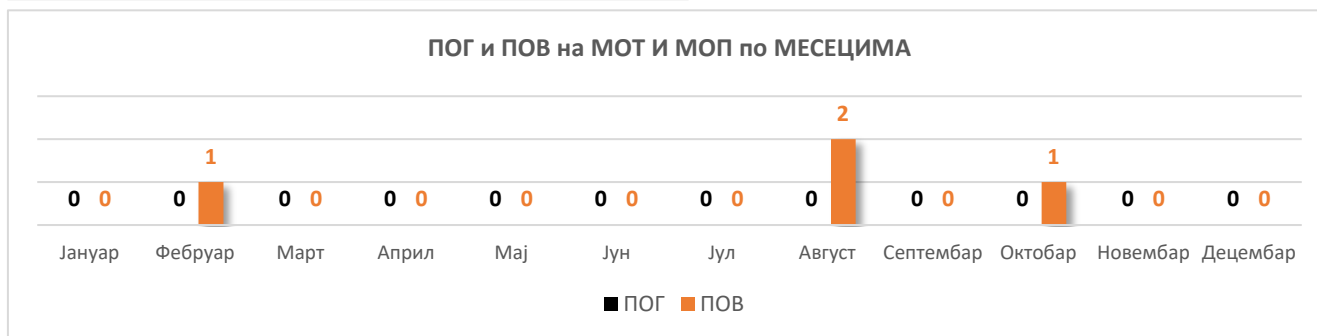 ПОГ и ПОВ на МОТ И МОП по МЕСЕЦИМА
2
1 1
0 0 0 0 0 0 0 0 0 0 0 0 0 0 0 0 0 0 0 0 0
Јануар Фебруар Март Април Мај Јун Јул Август Септембар Октобар Новембар Децембар
ПОГ ПОВ